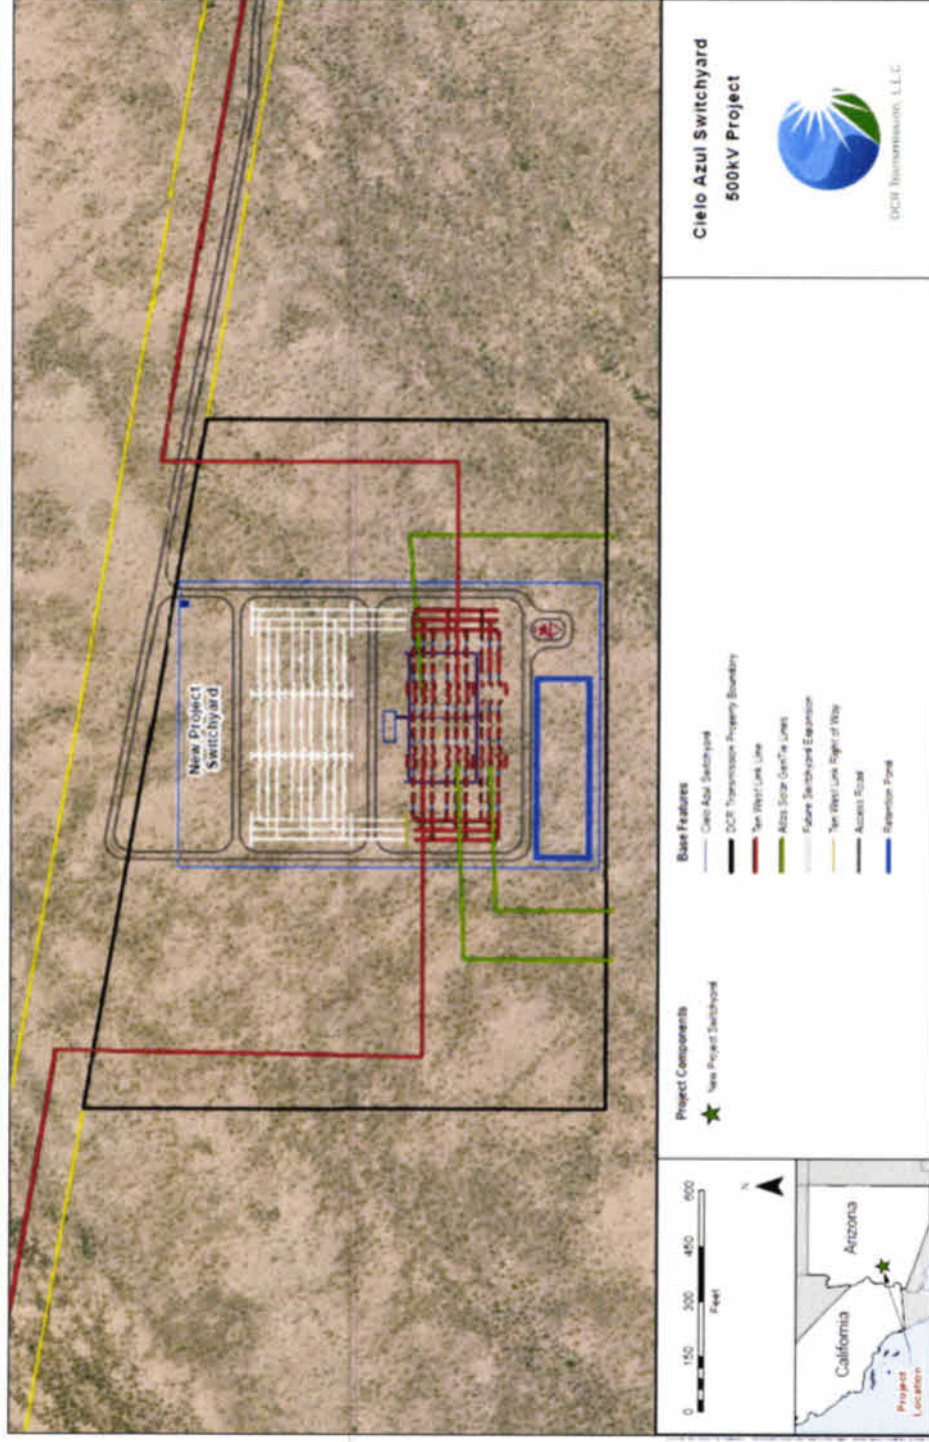 New Project
Switchyard
0 150 300 450 600
Feet
N
California
Arizona
Project
Location
Project Components
New Project Switchyard
Base Features
Cielo Azul Switchyard
DCR Transmission Property Boundary
Ten West Link Line
Atlas Solar Gen-Tie Lines
Future Switchyard Expansion
Ten West Link Right of Way
Access Road
Retention Pond
Cielo Azul Switchyard
500kV Project
DCR Transmission, L.L.C.